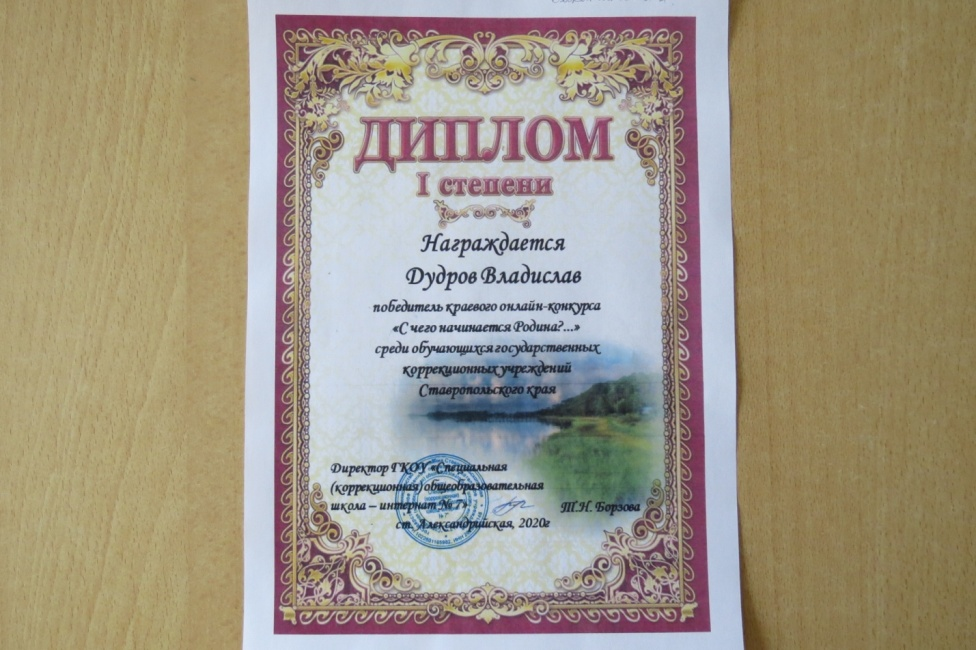 ДИПЛОМ
I степени
Награждается
Дудров Владислав
победитель краевого онлайн-конкурса
«С чего начинается Родина?...»
среди обучающихся государственных
коррекционных учреждений
Ставропольского края
Директор ГКОУ «Специальная
(коррекционная) общеобразовательная
школа – интернат № 7»
Т.Н. Борзова
ст. Александрийская, 2020г